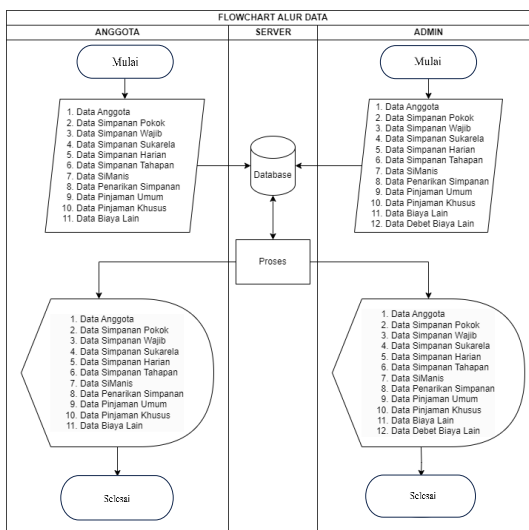 FLOWCHART ALUR DATA
ANGGOTA
SERVER
ADMIN
Mulai
Mulai
1. Data Anggota
2. Data Simpanan Pokok
3. Data Simpanan Wajib
4. Data Simpanan Sukarela
5. Data Simpanan Harian
6. Data Simpanan Tahapan
7. Data SiManis
8. Data Penarikan Simpanan
9. Data Pinjaman Umum
10. Data Pinjaman Khusus
11. Data Biaya Lain
Database
1. Data Anggota
2. Data Simpanan Pokok
3. Data Simpanan Wajib
4. Data Simpanan Sukarela
5. Data Simpanan Harian
6. Data Simpanan Tahapan
7. Data SiManis
8. Data Penarikan Simpanan
9. Data Pinjaman Umum
10. Data Pinjaman Khusus
11. Data Biaya Lain
12. Data Debet Biaya Lain
Proses
1. Data Anggota
2. Data Simpanan Pokok
3. Data Simpanan Wajib
4. Data Simpanan Sukarela
5. Data Simpanan Harian
6. Data Simpanan Tahapan
7. Data SiManis
8. Data Penarikan Simpanan
9. Data Pinjaman Umum
10. Data Pinjaman Khusus
11. Data Biaya Lain
1. Data Anggota
2. Data Simpanan Pokok
3. Data Simpanan Wajib
4. Data Simpanan Sukarela
5. Data Simpanan Harian
6. Data Simpanan Tahapan
7. Data SiManis
8. Data Penarikan Simpanan
9. Data Pinjaman Umum
10. Data Pinjaman Khusus
11. Data Biaya Lain
12. Data Debet Biaya Lain
Selesai
Selesai